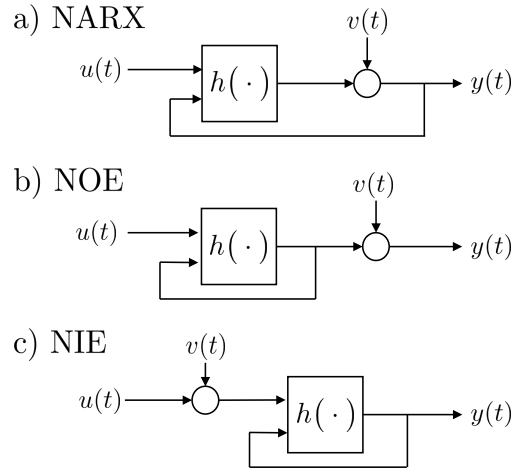 a) NARX
v(t)
u(t)
h( · )
y(t)
b) NOE
v(t)
u(t)
h( · )
y(t)
c) NIE
v(t)
u(t)
h( · )
y(t)